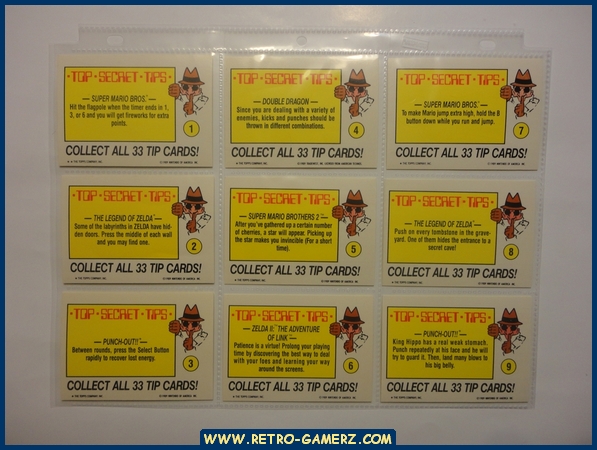 TOP SECRET TIPS
— SUPER MARIO BROS.™ —
Hit the flagpole when the timer ends in 1,
3, or 6 and you will get fireworks for extra
points.
1
COLLECT ALL 33 TIP CARDS!
TOP SECRET TIPS
— DOUBLE DRAGON —
Since you are dealing with a variety of
enemies, kicks and punches should be
thrown in different combinations.
4
COLLECT ALL 33 TIP CARDS!
TOP SECRET TIPS
— SUPER MARIO BROS.™ —
To make Mario jump extra high, hold the B
button down while you run and jump.
7
COLLECT ALL 33 TIP CARDS!
TOP SECRET TIPS
— THE LEGEND OF ZELDA™ —
Some of the labyrinths in ZELDA have hid-
den doors. Press the middle of each wall
and you may find one.
2
COLLECT ALL 33 TIP CARDS!
TOP SECRET TIPS
— SUPER MARIO BROTHERS 2™ —
After you've gathered up a certain number
of cherries, a star will appear. Picking up
the star makes you invincible (For a short
time).
5
COLLECT ALL 33 TIP CARDS!
TOP SECRET TIPS
— THE LEGEND OF ZELDA™ —
Push on every tombstone in the grave-
yard. One of them hides the entrance to a
secret cave!
8
COLLECT ALL 33 TIP CARDS!
TOP SECRET TIPS
— PUNCH-OUT!!™ —
Between rounds, press the Select Button
rapidly to recover lost energy.
3
COLLECT ALL 33 TIP CARDS!
TOP SECRET TIPS
— ZELDA II:™ THE ADVENTURE
OF LINK™ —
Patience is a virtue! Prolong your playing
time by discovering the best way to deal
with your foes and learning your way
around the screens.
6
COLLECT ALL 33 TIP CARDS!
TOP SECRET TIPS
— PUNCH-OUT!!™ —
King Hippo has a real weak stomach.
Punch repeatedly at his face and he will
try to guard it. Then, land many blows to
his big belly.
9
COLLECT ALL 33 TIP CARDS!
WWW.RETRO-GAMERZ.COM